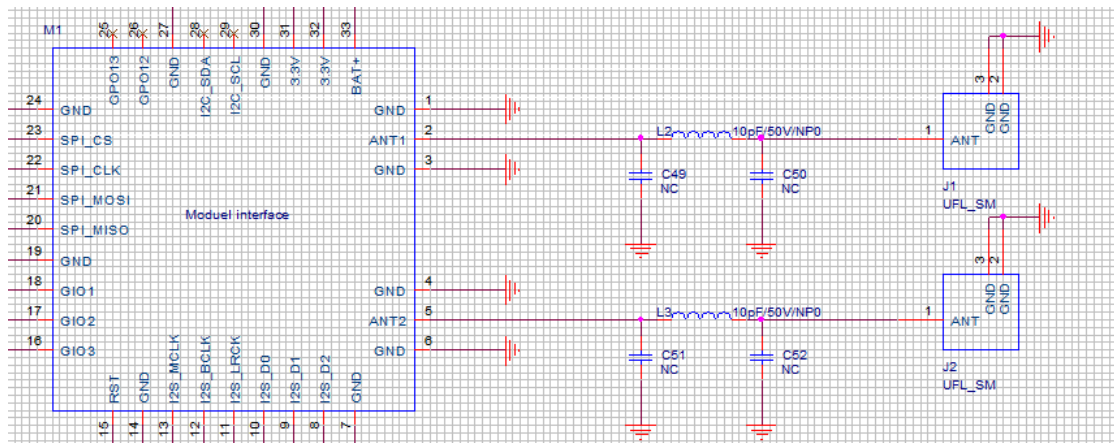 M1
25 26 27 28 29 30 31 32 33
GPO13 GPO12 GND I2C_SDA I2C_SCL GND 3.3V 3.3V BAT+
24 GND
23 SPI_CS
22 SPI_CLK
21 SPI_MOSI
20 SPI_MISO
19 GND
18 GIO1
17 GIO2
16 GIO3
Moduel interface
GND 1
ANT1 2
GND 3
GND 4
ANT2 5
GND 6
RST GND I2S_MCLK I2S_BCLK I2S_LRCK I2S_D0 I2S_D1 I2S_D2 GND
15 14 13 12 11 10 9 8 7
L2 10pF/50V/NP0
C49
NC
C50
NC
3 2
GND GND
1 ANT
J1
UFL_SM
L3 10pF/50V/NP0
C51
NC
C52
NC
3 2
GND GND
1 ANT
J2
UFL_SM